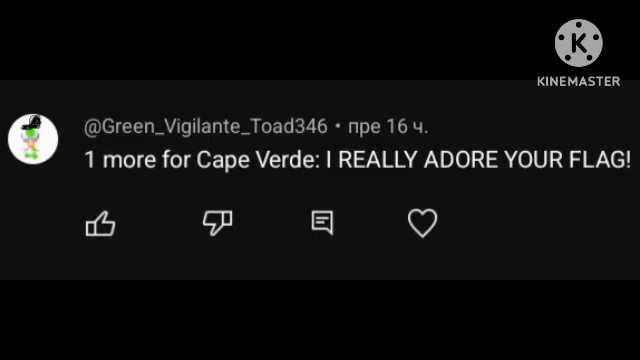 K
KINEMASTER
@Green_Vigilante_Toad346 • пре 16 ч.
1 more for Cape Verde: I REALLY ADORE YOUR FLAG!